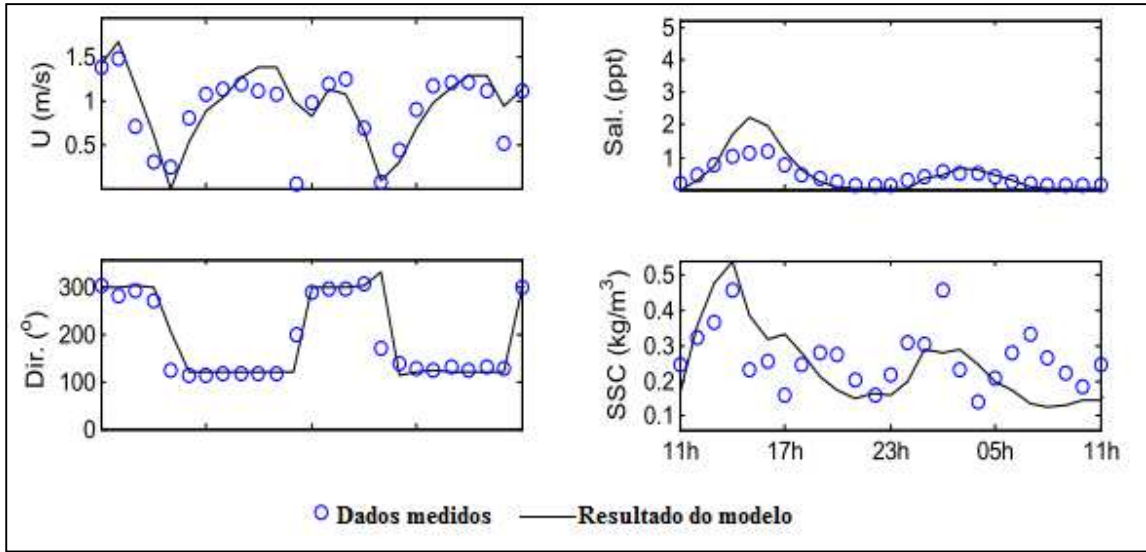 U (m/s)
1.5
1
0.5
Sal. (ppt)
5
4
3
2
1
Dir. (°)
300
200
100
0
SSC (kg/m³)
0.5
0.4
0.3
0.2
0.1
11h 17h 23h 05h 11h
Dados medidos Resultado do modelo